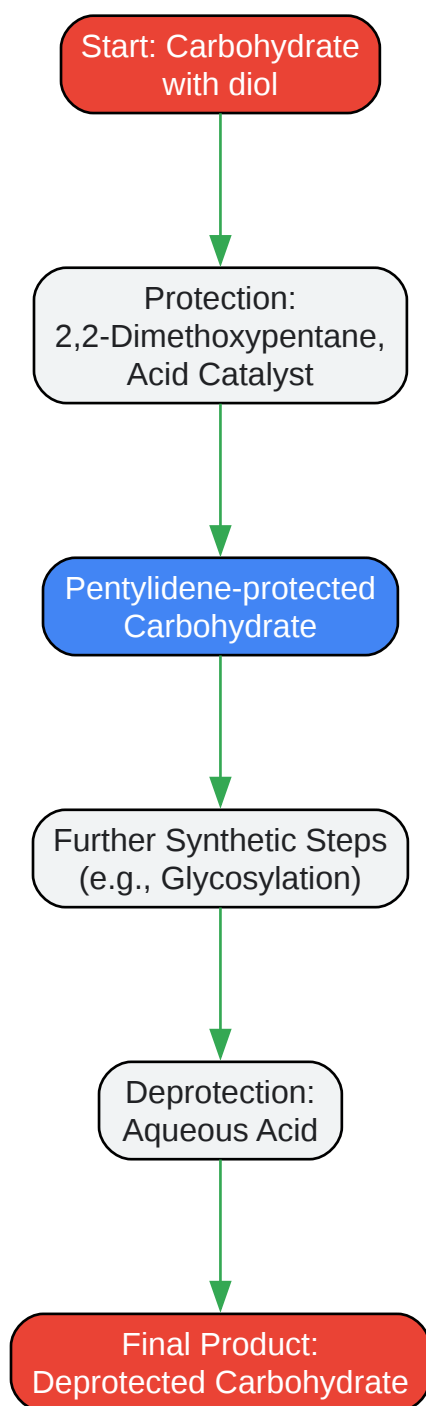 Start: Carbohydrate
with diol
Protection:
2,2-Dimethoxypentane,
Acid Catalyst
Pentylidene-protected
Carbohydrate
Further Synthetic Steps
(e.g., Glycosylation)
Deprotection:
Aqueous Acid
Final Product:
Deprotected Carbohydrate